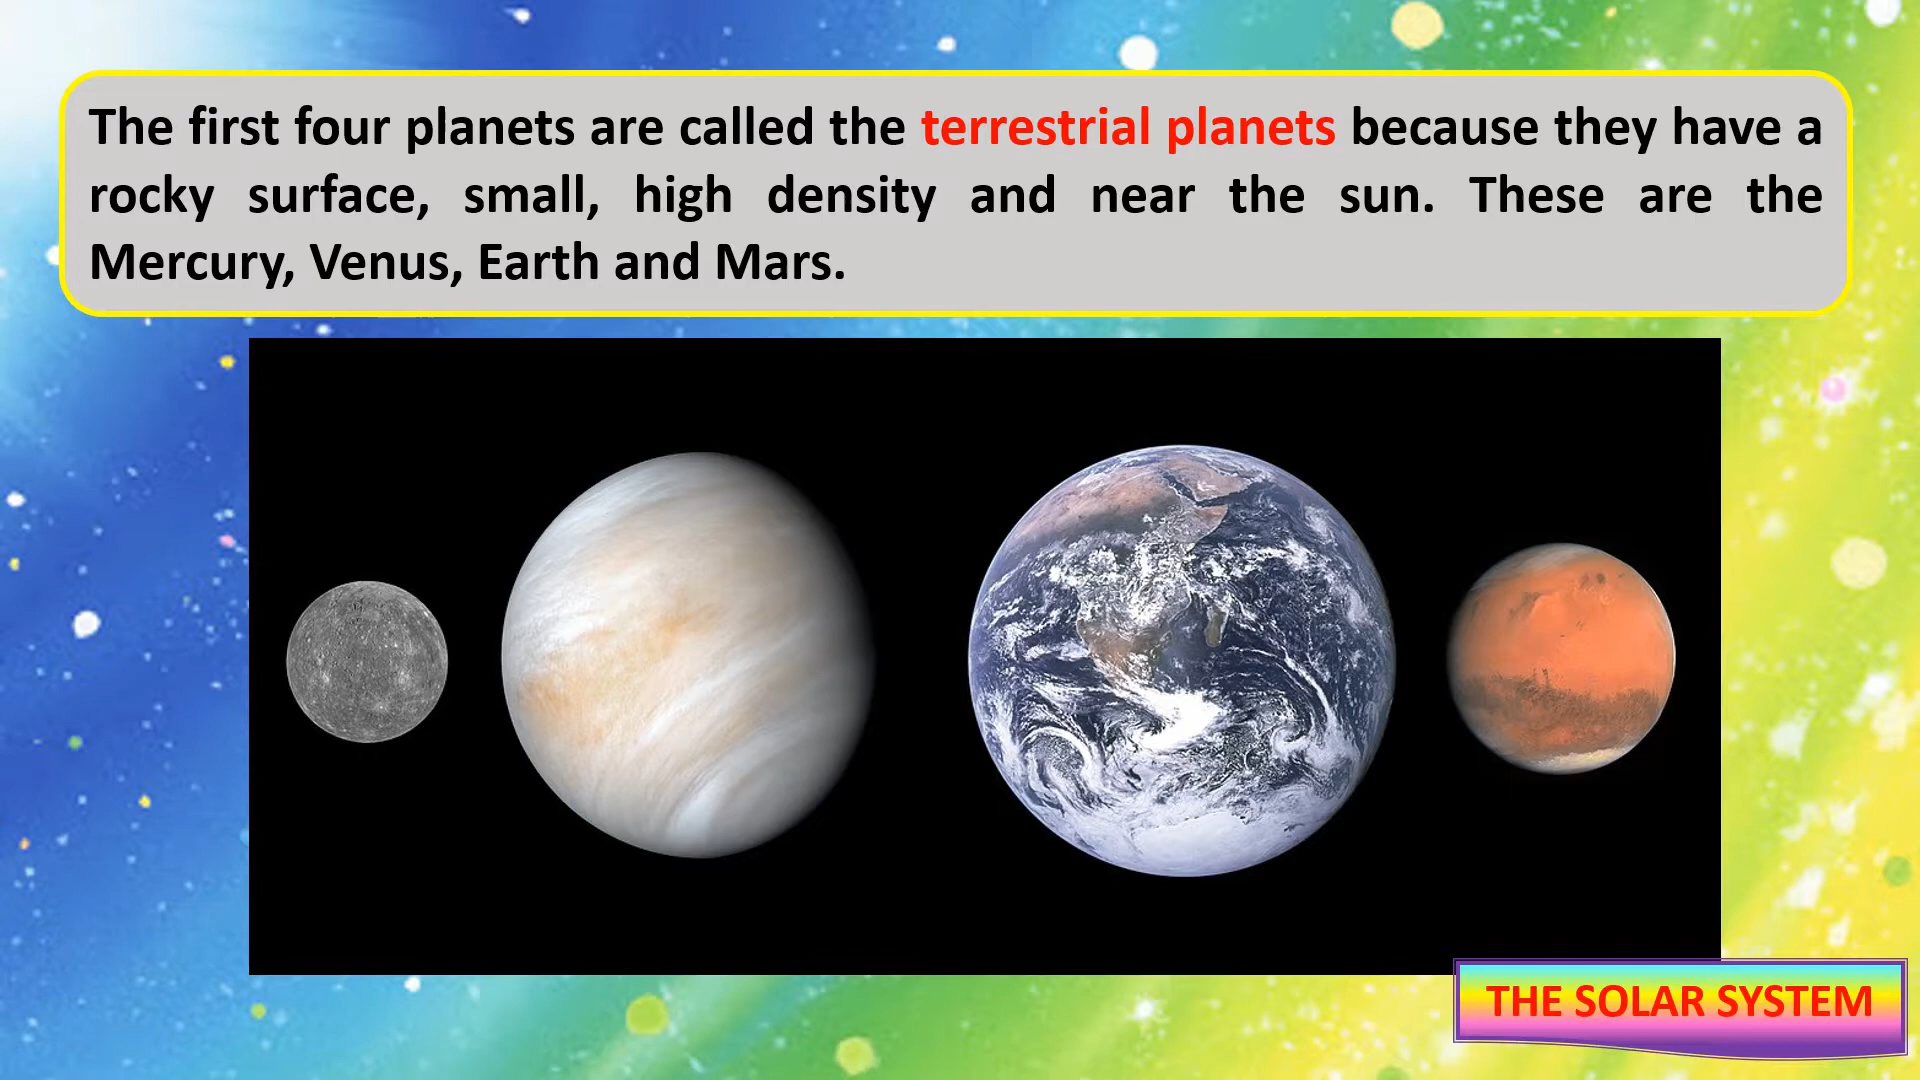 The first four planets are called the terrestrial planets because they have a
rocky surface, small, high density and near the sun. These are the
Mercury, Venus, Earth and Mars.
THE SOLAR SYSTEM